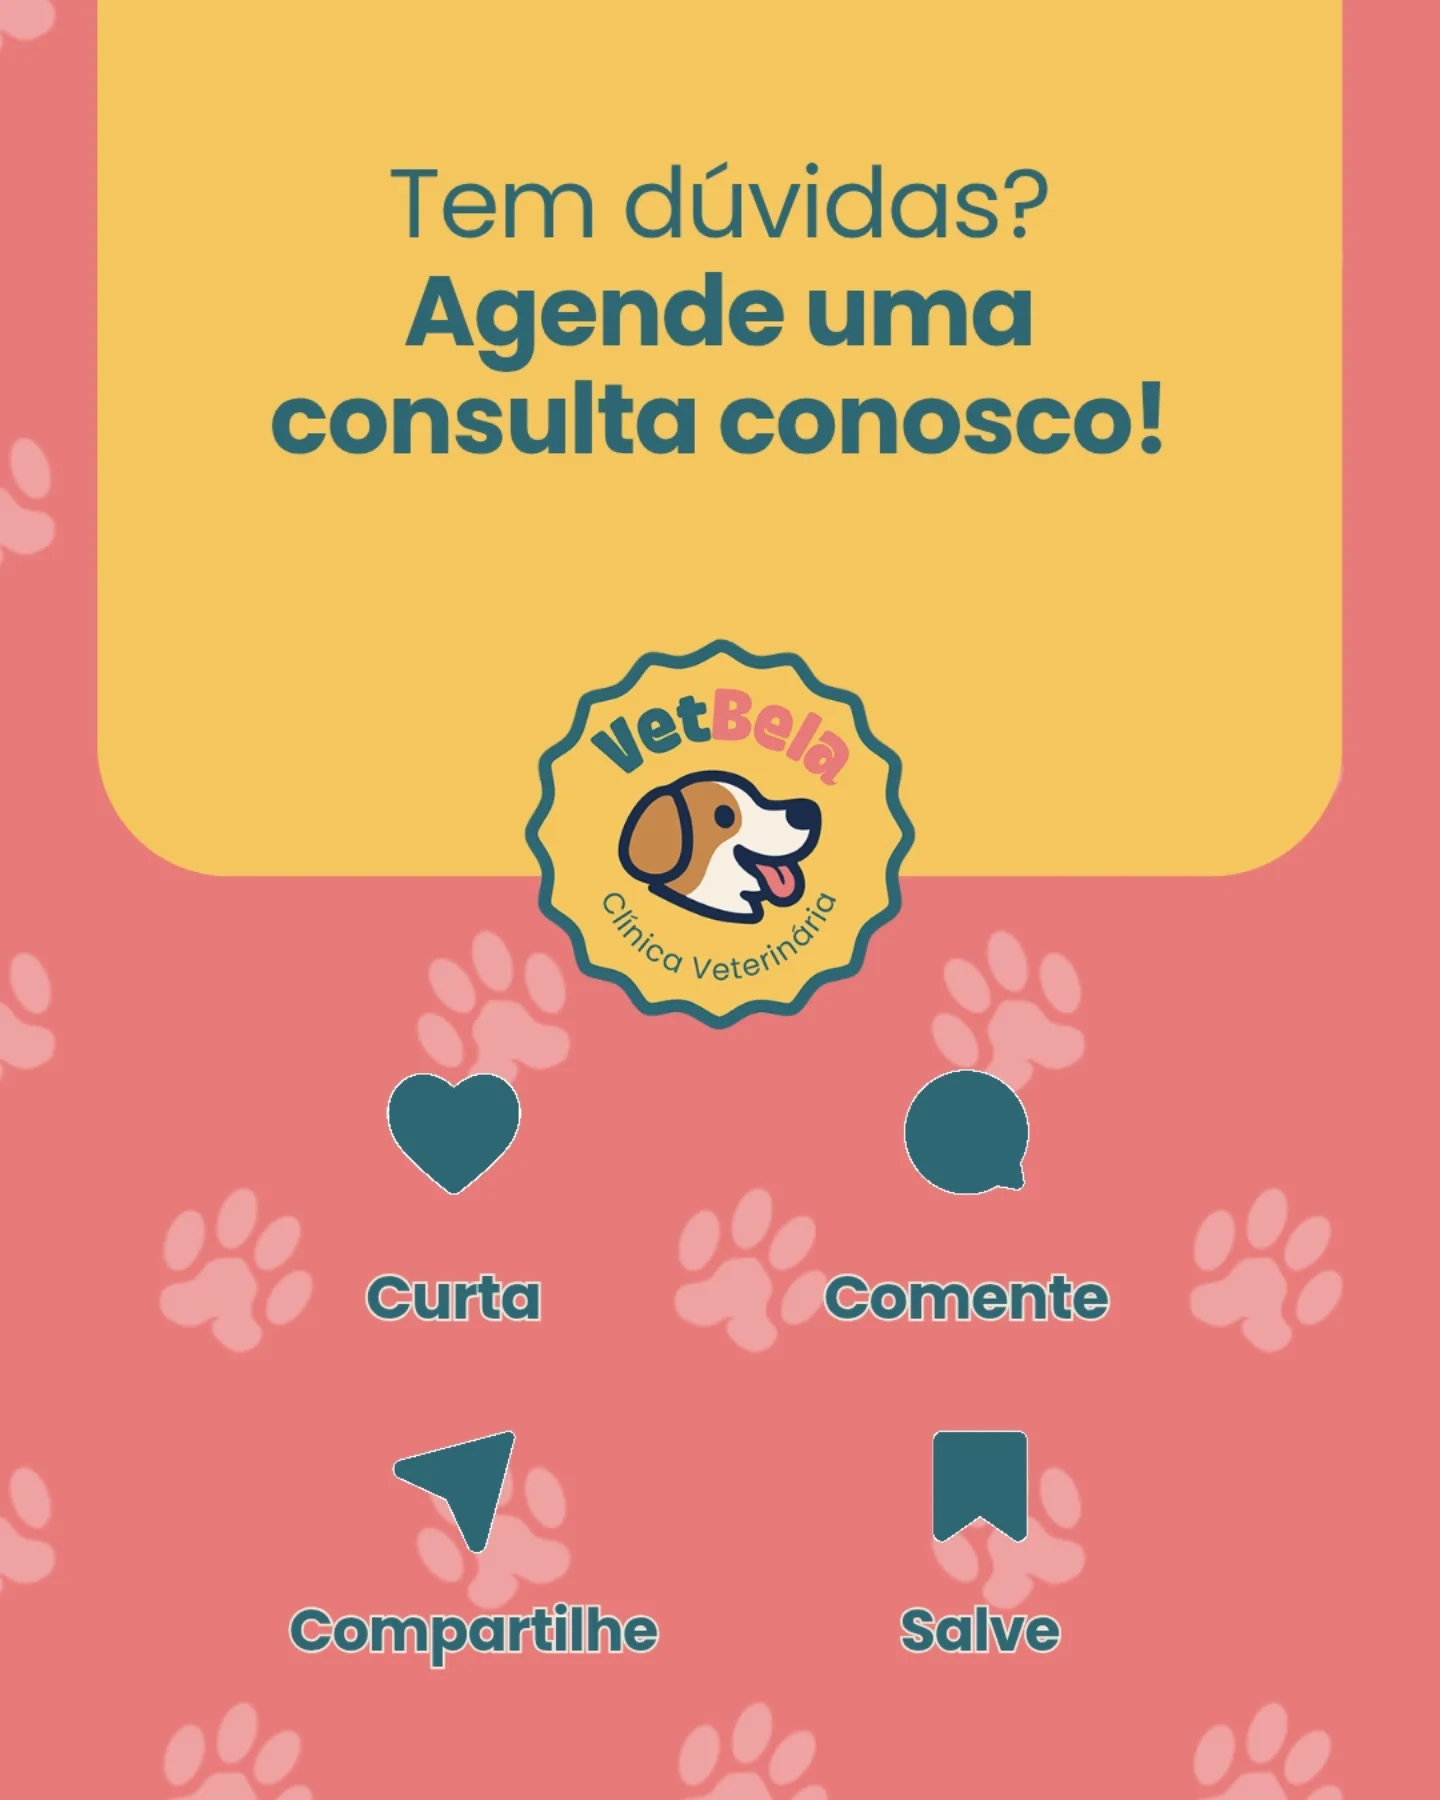 Tem dúvidas?
Agende uma
consulta conosco!
VetBela
Clínica Veterinária
Curta
Comente
Compartilhe
Salve